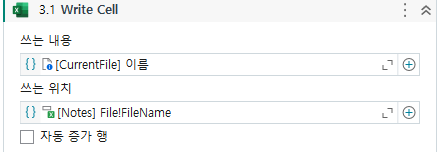 3.1 Write Cell
쓰는 내용
{ } [CurrentFile] 이름
쓰는 위치
{ } [Notes] File!FileName
자동 증가 행